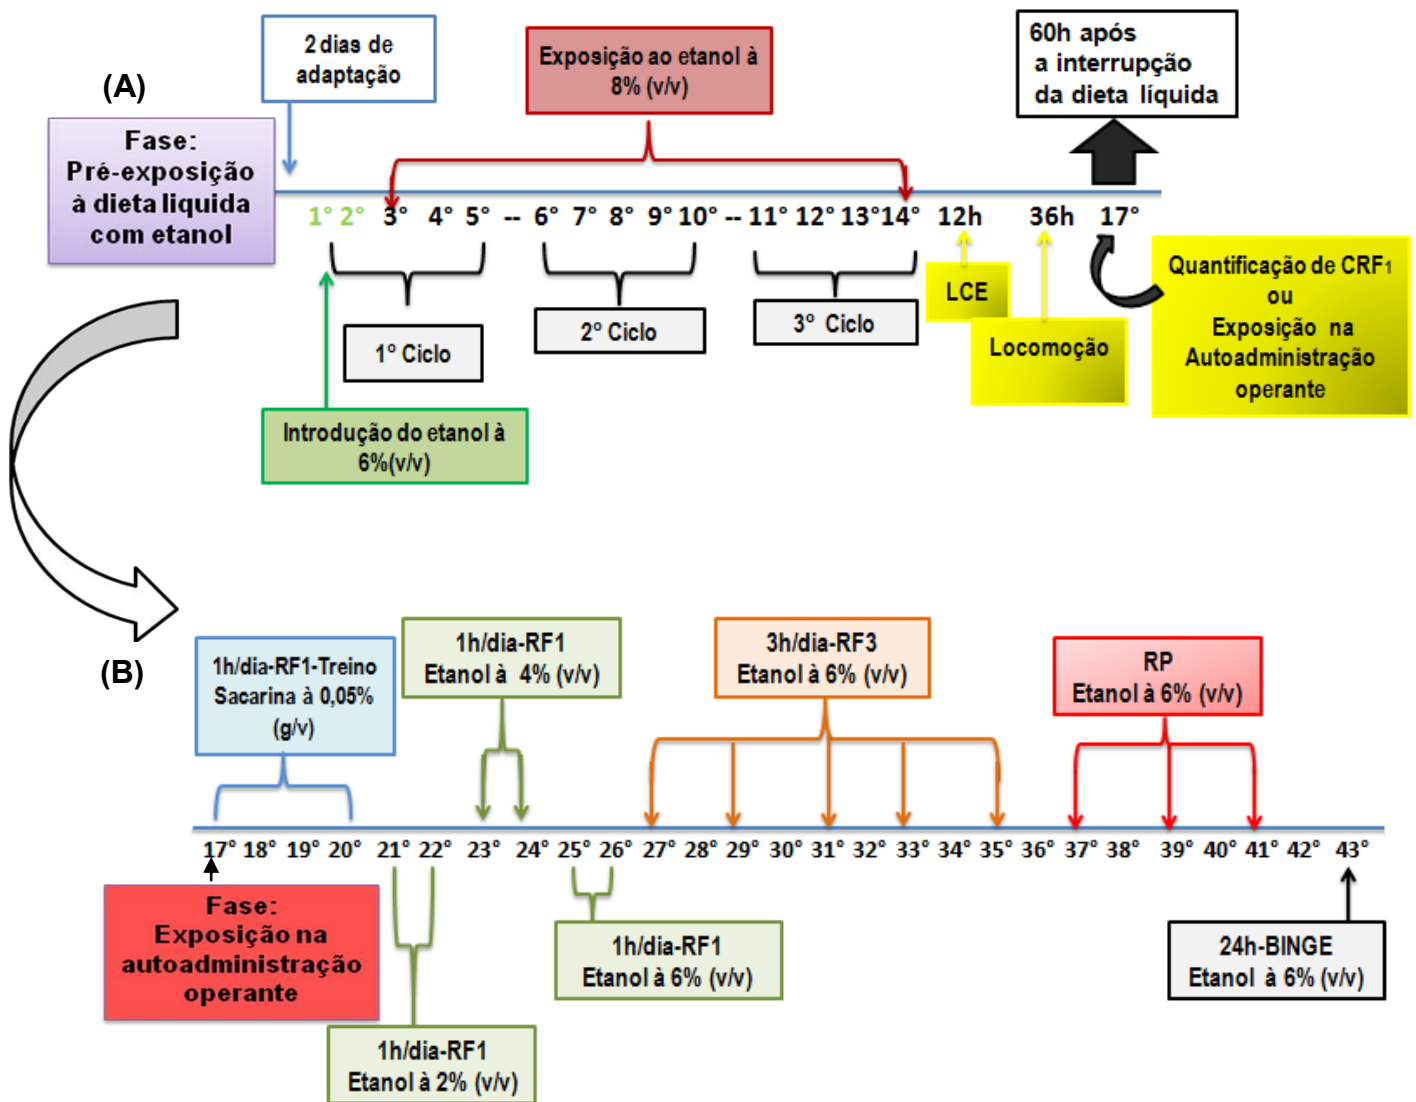 2 dias de
adaptação
Exposição ao etanol à
8% (v/v)
60h após
a interrupção
da dieta líquida
(A)
Fase:
Pré-exposição
à dieta liquida
com etanol
1° 2° 3° 4° 5° -- 6° 7° 8° 9° 10° -- 11° 12° 13° 14° 12h 36h 17°
LCE
Locomoção
Quantificação de CRF₁
ou
Exposição na
Autoadministração
operante
1° Ciclo
2° Ciclo
3° Ciclo
Introdução do etanol à
6%(v/v)
(B)
1h/dia-RF1-Treino
Sacarina à 0,05%
(g/v)
1h/dia-RF1
Etanol à 4% (v/v)
3h/dia-RF3
Etanol à 6% (v/v)
RP
Etanol à 6% (v/v)
17° 18° 19° 20° 21° 22° 23° 24° 25° 26° 27° 28° 29° 30° 31° 32° 33° 34° 35° 36° 37° 38° 39° 40° 41° 42° 43°
Fase:
Exposição na
autoadministração
operante
1h/dia-RF1
Etanol à 2% (v/v)
1h/dia-RF1
Etanol à 6% (v/v)
24h-BINGE
Etanol à 6% (v/v)